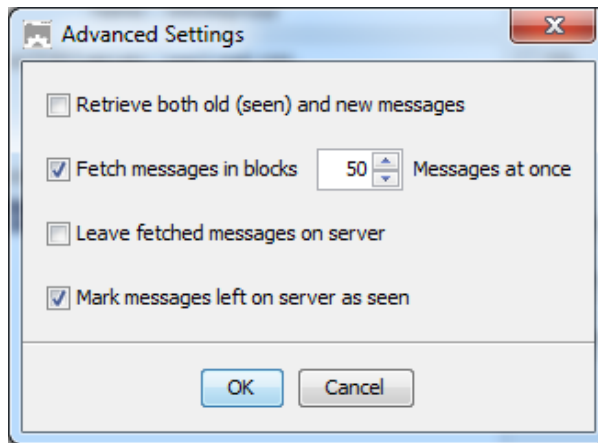 Advanced Settings
Retrieve both old (seen) and new messages
Fetch messages in blocks 50 Messages at once
Leave fetched messages on server
Mark messages left on server as seen
OK Cancel